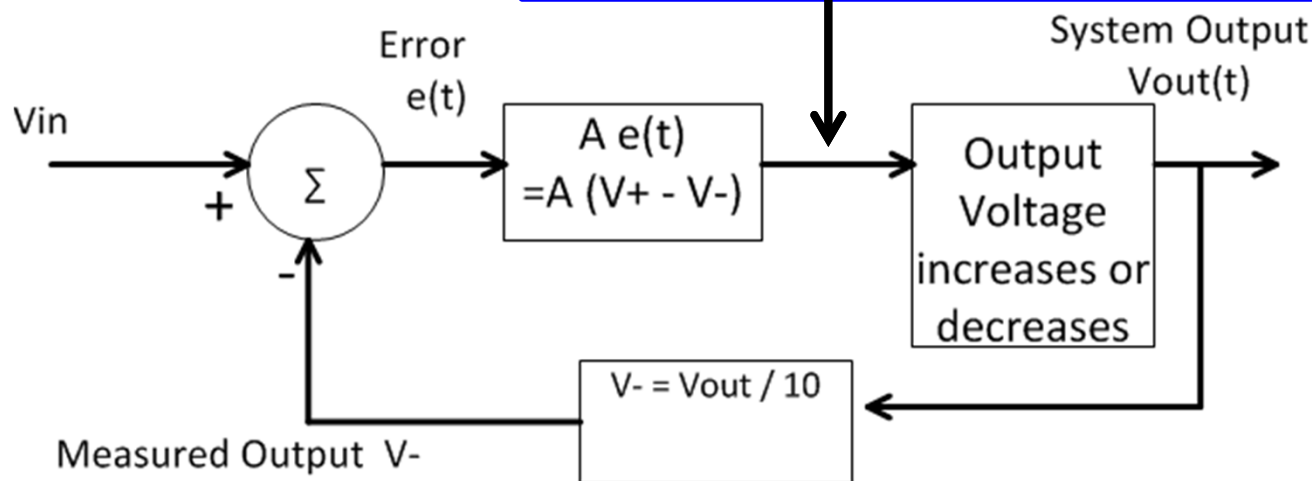 System Output
Vout(t)
Error
e(t)
Vin
+
Σ
-
A e(t)
=A (V+ - V-)
Output
Voltage
increases or
decreases
V- = Vout / 10
Measured Output V-